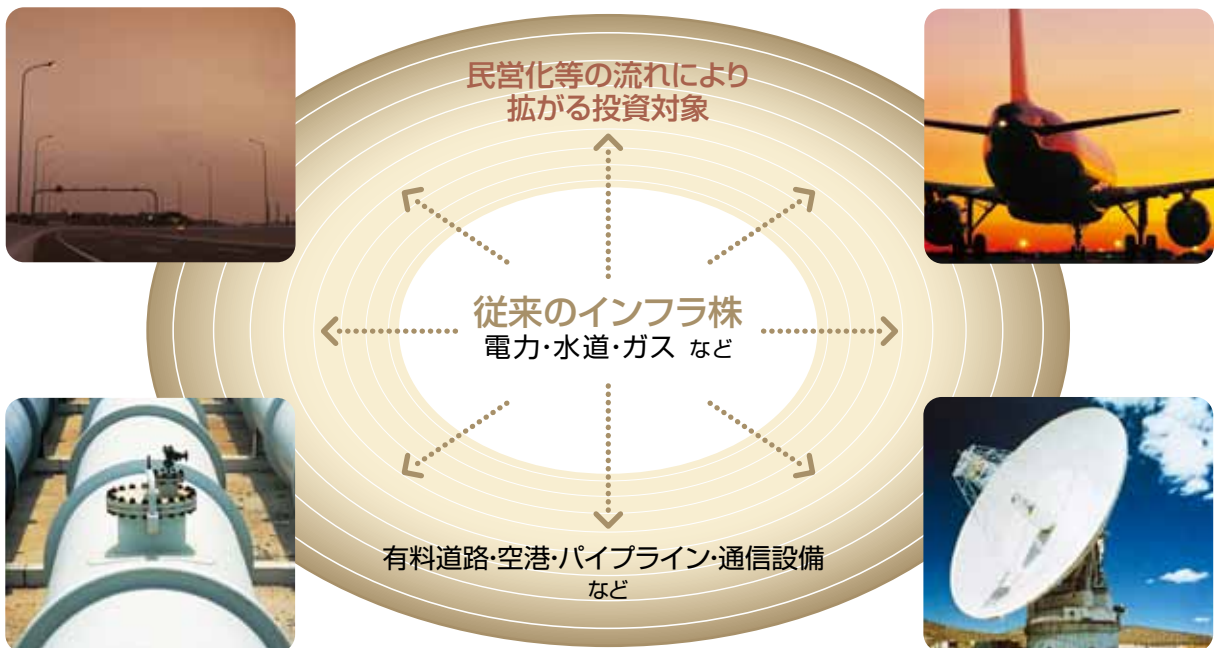 民営化等の流れにより
拡がる投資対象
従来のインフラ株
電力・水道・ガス など
有料道路・空港・パイプライン・通信設備
など